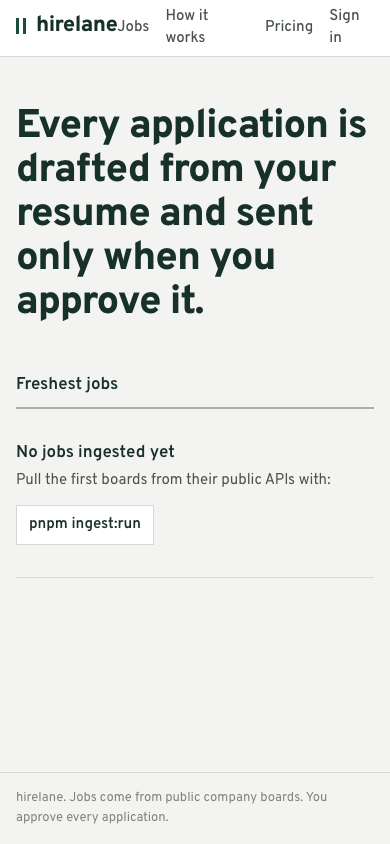 hirelane
Jobs
How it works
Pricing
Sign in
Every application is
drafted from your
resume and sent
only when you
approve it.
Freshest jobs
No jobs ingested yet
Pull the first boards from their public APIs with:
pnpm ingest:run
hirelane. Jobs come from public company boards. You
approve every application.